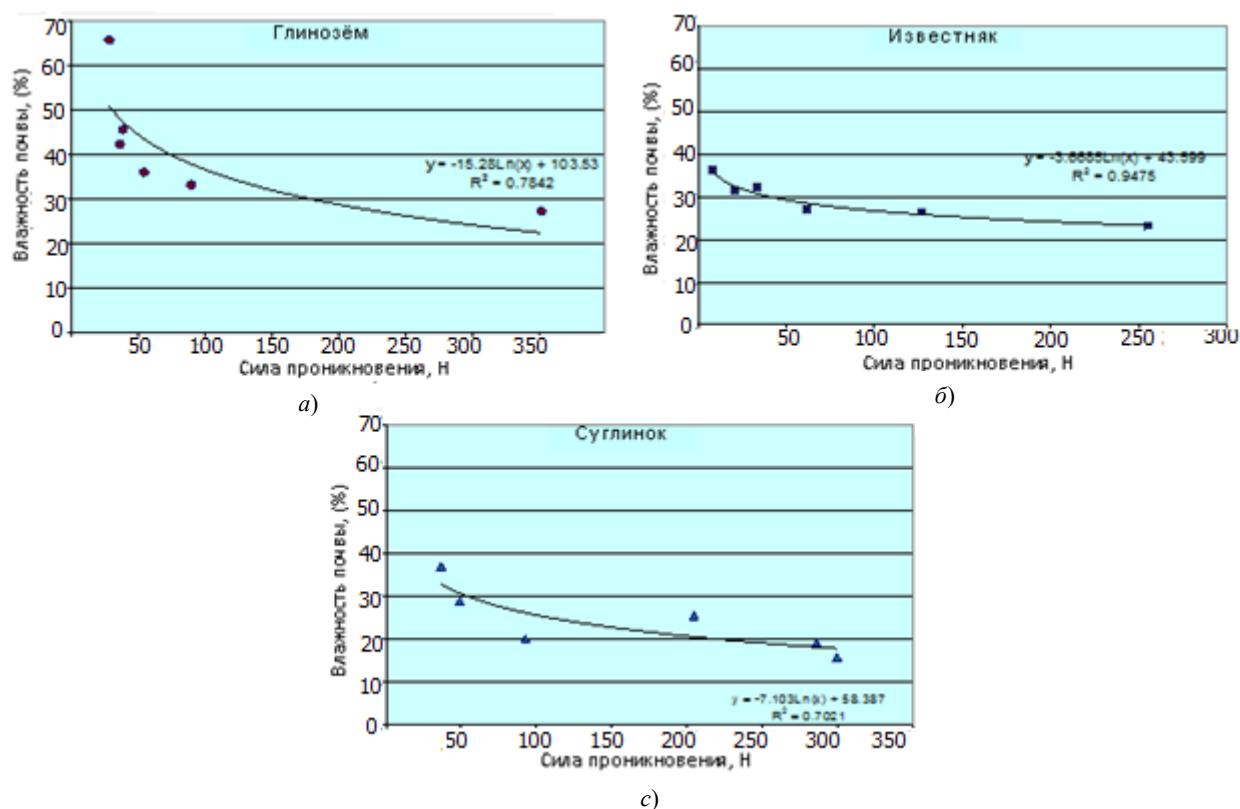 Глинозём
70
60
50
40
30
20
10
0
Влажность почвы, (%)
y = -15.28Ln(x) + 103.53
R² = 0.7842
50 100 150 200 250 300 350
Сила проникновения, Н
а)
Известняк
70
60
50
40
30
20
10
0
Влажность почвы, (%)
y = -3.6685Ln(x) + 43.599
R² = 0.9475
50 100 150 200 250 300
Сила проникновения, Н
б)
Суглинок
70
60
50
40
30
20
10
0
Влажность почвы, (%)
y = -7.103Ln(x) + 58.387
R² = 0.7021
50 100 150 200 250 300 350
Сила проникновения, Н
с)